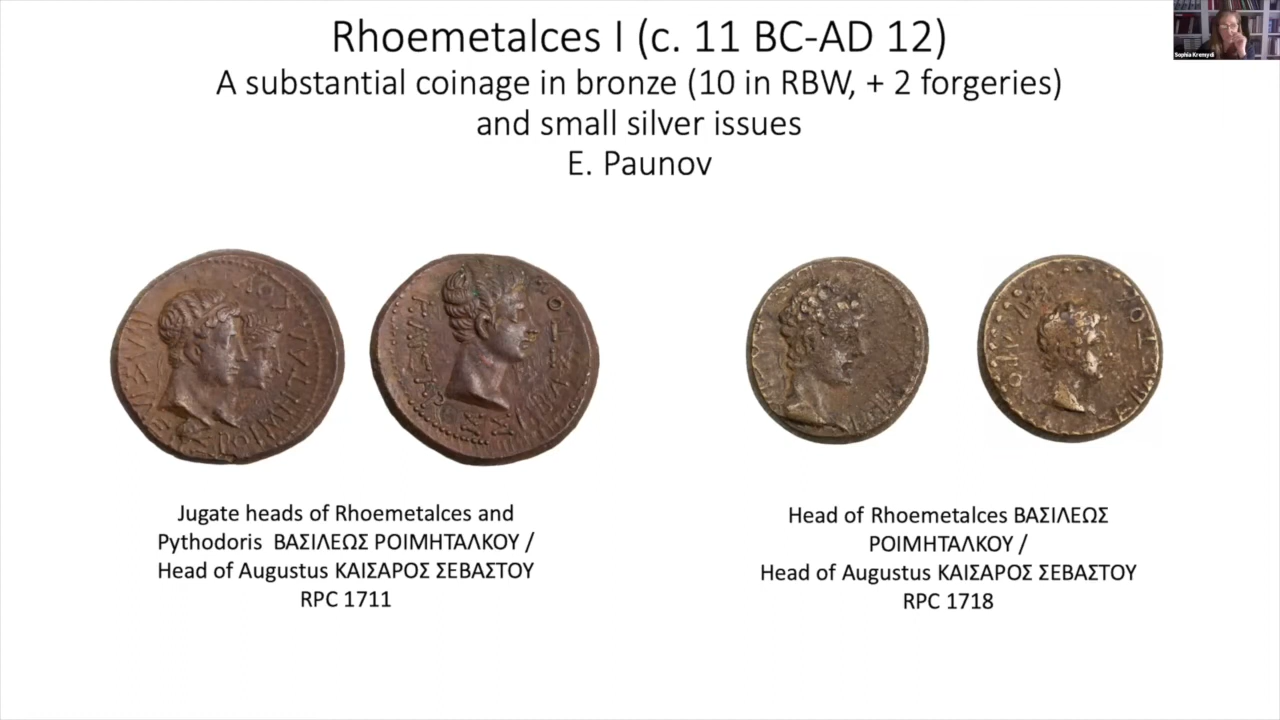 Rhoemetalces I (c. 11 BC-AD 12)
A substantial coinage in bronze (10 in RBW, + 2 forgeries)
and small silver issues
E. Paunov
Sophia Kremydi
Jugate heads of Rhoemetalces and
Pythodoris ΒΑΣΙΛΕΩΣ ΡΟΙΜΗΤΑΛΚΟΥ /
Head of Augustus ΚΑΙΣΑΡΟΣ ΣΕΒΑΣΤΟΥ
RPC 1711
Head of Rhoemetalces ΒΑΣΙΛΕΩΣ
ΡΟΙΜΗΤΑΛΚΟΥ /
Head of Augustus ΚΑΙΣΑΡΟΣ ΣΕΒΑΣΤΟΥ
RPC 1718